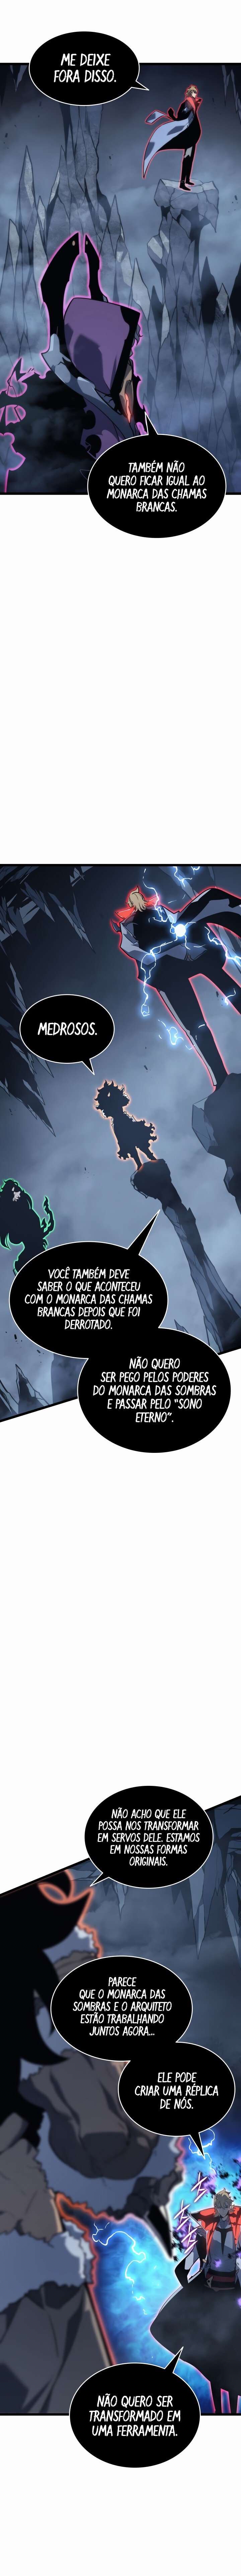 ME DEIXE
FORA DISSO.
TAMBÉM NÃO
QUERO FICAR IGUAL AO
MONARCA DAS CHAMAS
BRANCAS.
MEDROSOS.
VOCÊ TAMBÉM DEVE
SABER O QUE ACONTECEU
COM O MONARCA DAS CHAMAS
BRANCAS DEPOIS QUE FOI
DERROTADO.
NÃO QUERO
SER PEGO PELOS PODERES
DO MONARCA DAS SOMBRAS
E PASSAR PELO "SONO
ETERNO".
NÃO ACHO QUE ELE
POSSA NOS TRANSFORMAR
EM SERVOS DELE. ESTAMOS
EM NOSSAS FORMAS
ORIGINAIS.
PARECE
QUE O MONARCA DAS
SOMBRAS E O ARQUITETO
ESTÃO TRABALHANDO
JUNTOS AGORA...
ELE PODE
CRIAR UMA RÉPLICA
DE NÓS.
NÃO QUERO SER
TRANSFORMADO EM
UMA FERRAMENTA.